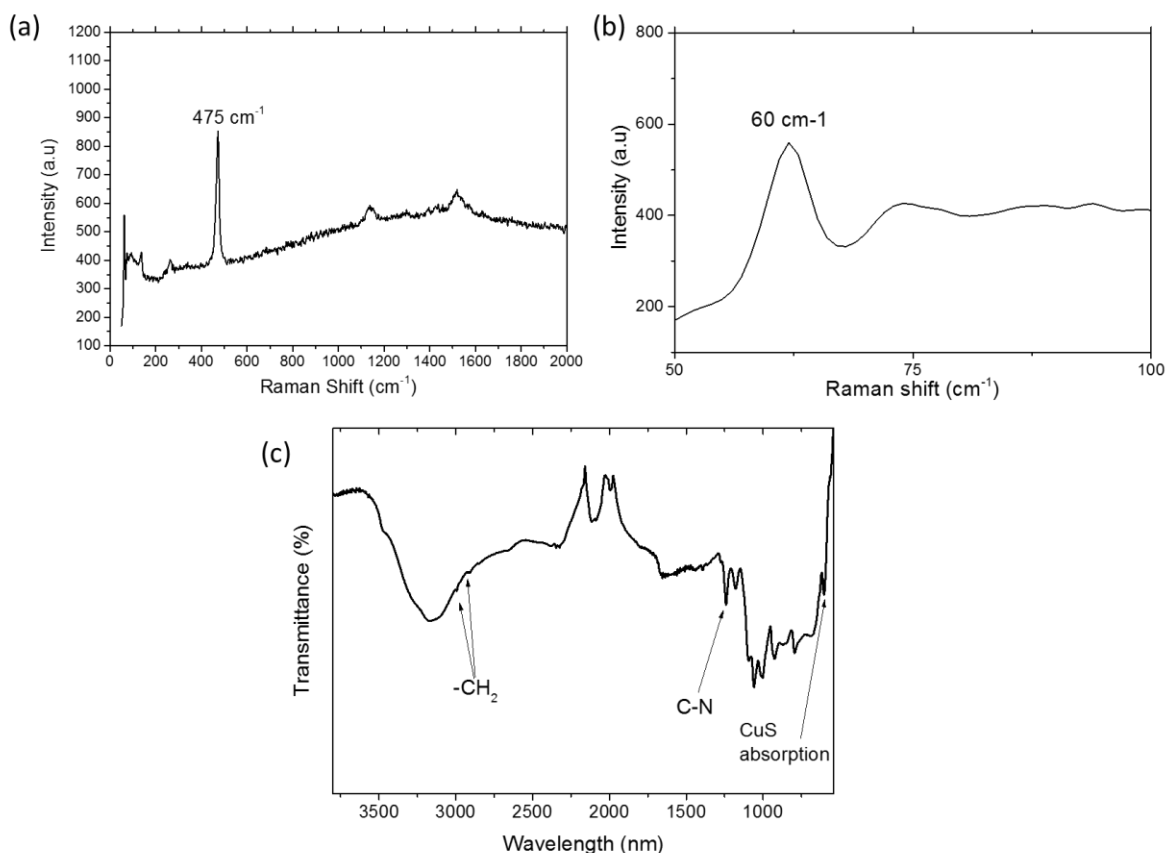 (a)
1200
1100
1000
900
800
700
600
500
400
300
200
100
Intensity (a.u)
475 cm⁻¹
0 200 400 600 800 1000 1200 1400 1600 1800 2000
Raman Shift (cm⁻¹)
(b)
800
600
400
200
Intensity (a.u)
60 cm-1
50 75 100
Raman shift (cm⁻¹)
(c)
Transmittance (%)
-CH₂
C-N
CuS
absorption
3500 3000 2500 2000 1500 1000
Wavelength (nm)